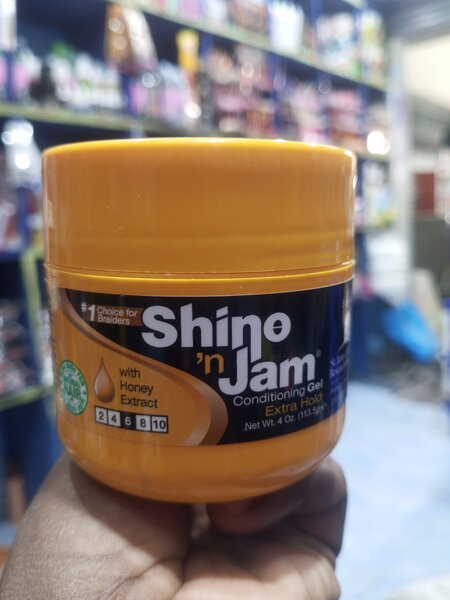 #1 Choice for
Braiders
Shine
'n
Jam®
Conditioning Gel
Extra Hold
Net Wt. 4 Oz. (113.5g)
with
Honey
Extract
2 4 6 8 10